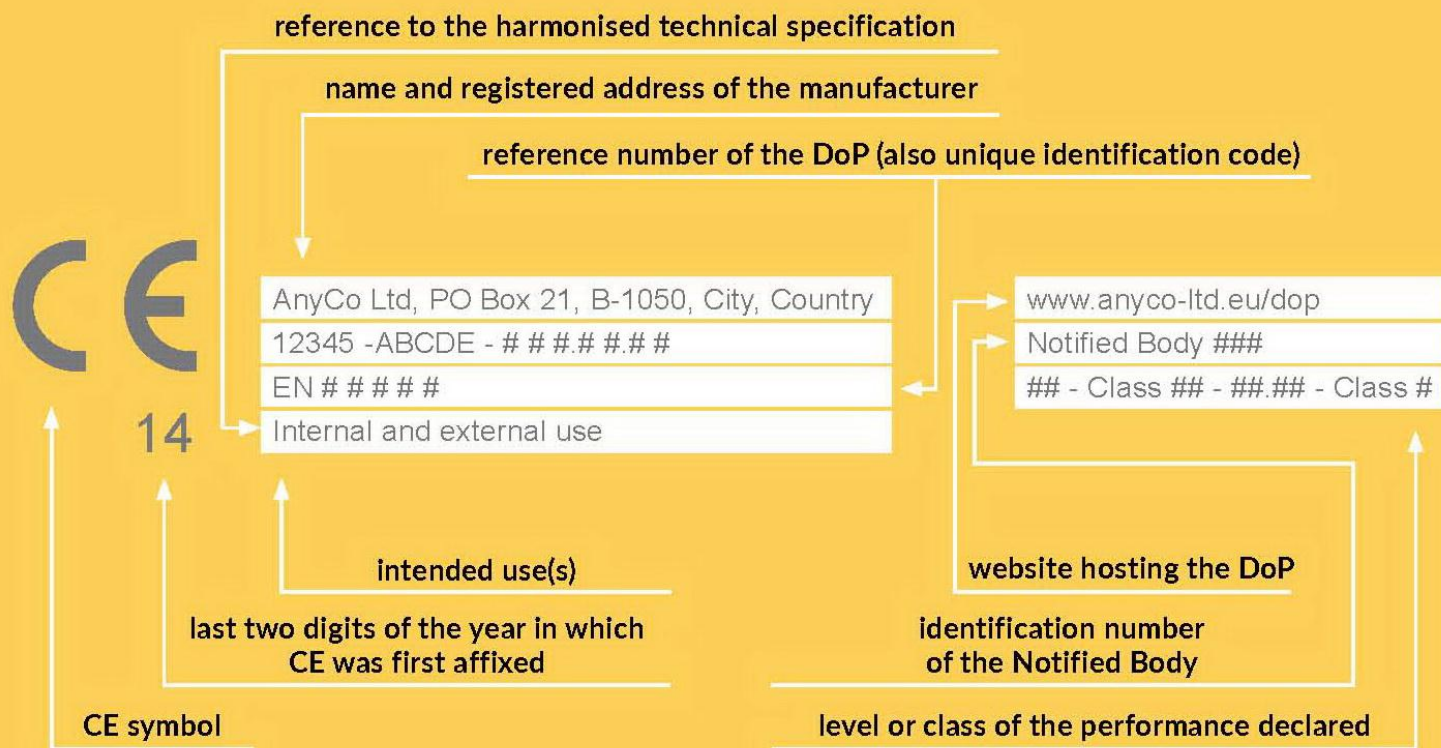 reference to the harmonised technical specification
name and registered address of the manufacturer
reference number of the DoP (also unique identification code)
CE
14
AnyCo Ltd, PO Box 21, B-1050, City, Country
12345 -ABCDE - # # #.# #.# #
EN # # # # #
Internal and external use
www.anyco-ltd.eu/dop
Notified Body ###
## - Class ## - ##.## - Class #
intended use(s)
website hosting the DoP
last two digits of the year in which
CE was first affixed
identification number
of the Notified Body
CE symbol
level or class of the performance declared